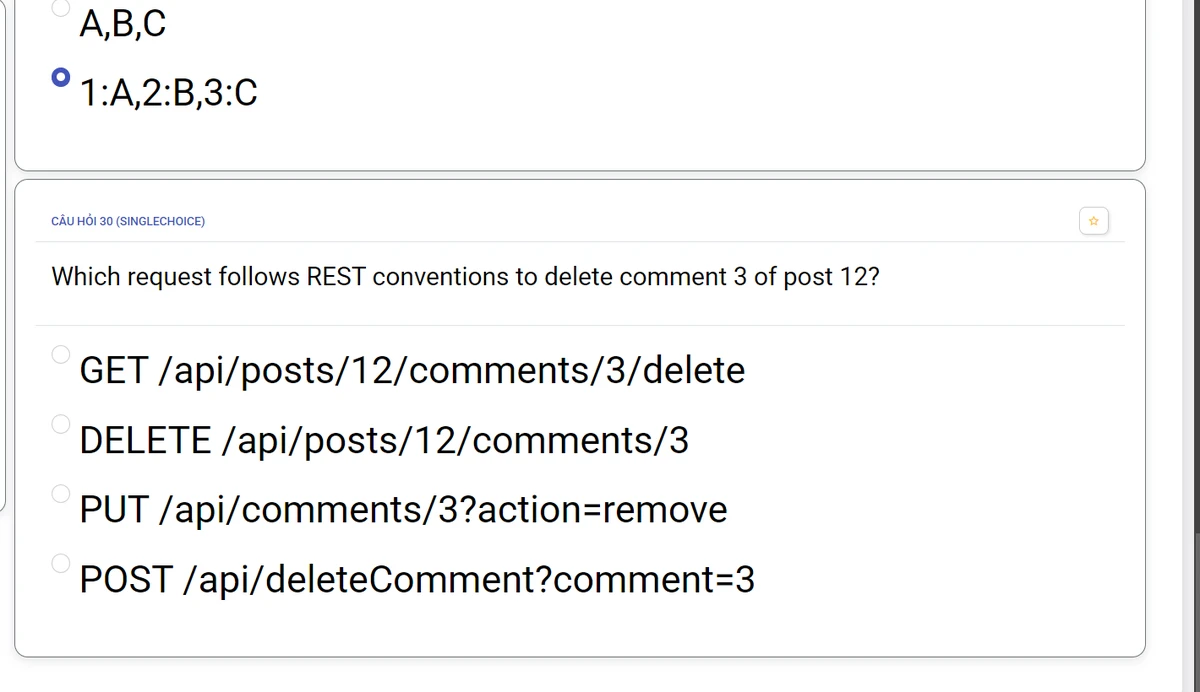 A,B,C
1:A,2:B,3:C
CÂU HỎI 30 (SINGLECHOICE)
Which request follows REST conventions to delete comment 3 of post 12?
GET /api/posts/12/comments/3/delete
DELETE /api/posts/12/comments/3
PUT /api/comments/3?action=remove
POST /api/deleteComment?comment=3